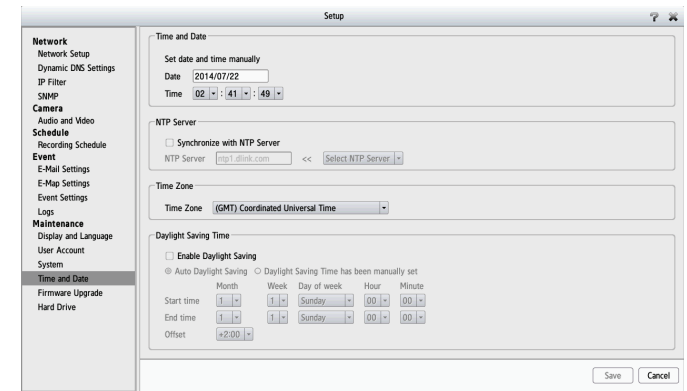 Setup
Network
Network Setup
Dynamic DNS Settings
IP Filter
SNMP
Camera
Audio and Video
Schedule
Recording Schedule
Event
E-Mail Settings
E-Map Settings
Event Settings
Logs
Maintenance
Display and Language
User Account
System
Time and Date
Firmware Upgrade
Hard Drive
Time and Date
Set date and time manually
Date 2014/07/22
Time 02 : 41 : 49
NTP Server
Synchronize with NTP Server
NTP Server ntp1.dlink.com << Select NTP Server
Time Zone
Time Zone (GMT) Coordinated Universal Time
Daylight Saving Time
Enable Daylight Saving
Auto Daylight Saving Daylight Saving Time has been manually set
Month Week Day of week Hour Minute
Start time 1 1 Sunday 00 00
End time 1 1 Sunday 00 00
Offset +2:00
Save Cancel